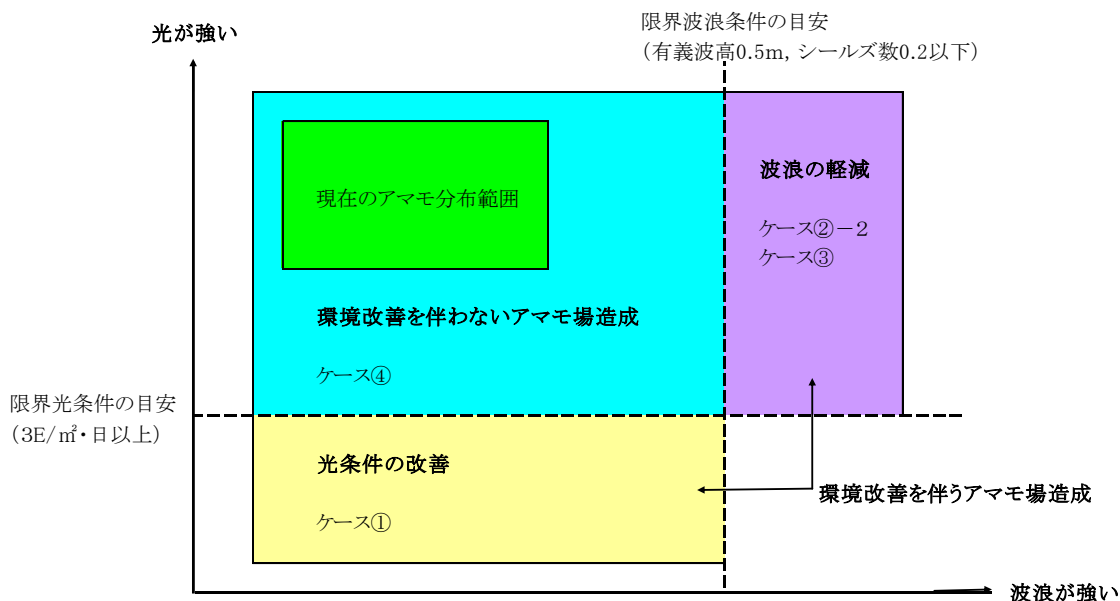 限界波浪条件の目安
（有義波高0.5m, シールズ数0.2以下）
光が強い
現在のアマモ分布範囲
波浪の軽減
ケース②－2
ケース③
環境改善を伴わないアマモ場造成
ケース④
限界光条件の目安
（3E/㎡・日以上）
光条件の改善
ケース①
環境改善を伴うアマモ場造成
波浪が強い